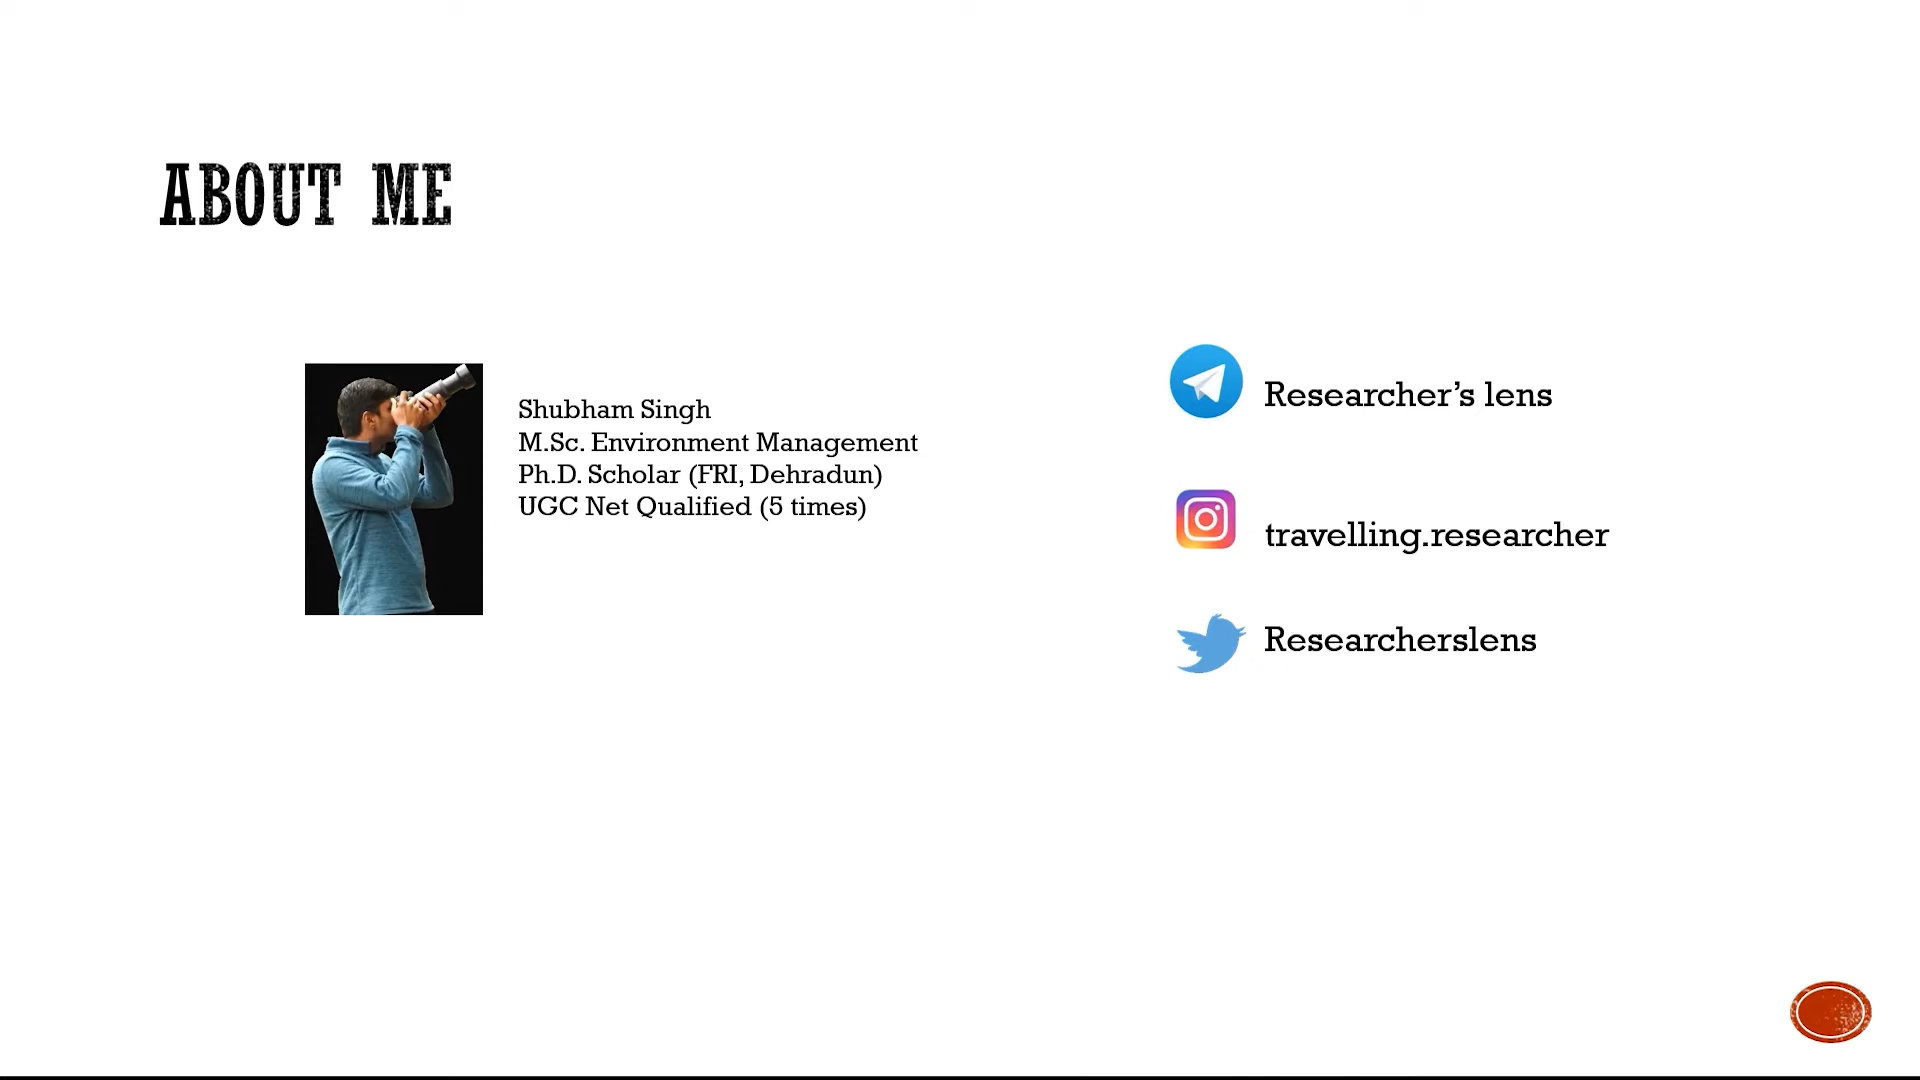 ABOUT ME
Shubham Singh
M.Sc. Environment Management
Ph.D. Scholar (FRI, Dehradun)
UGC Net Qualified (5 times)
Researcher’s lens
travelling.researcher
Researcherslens